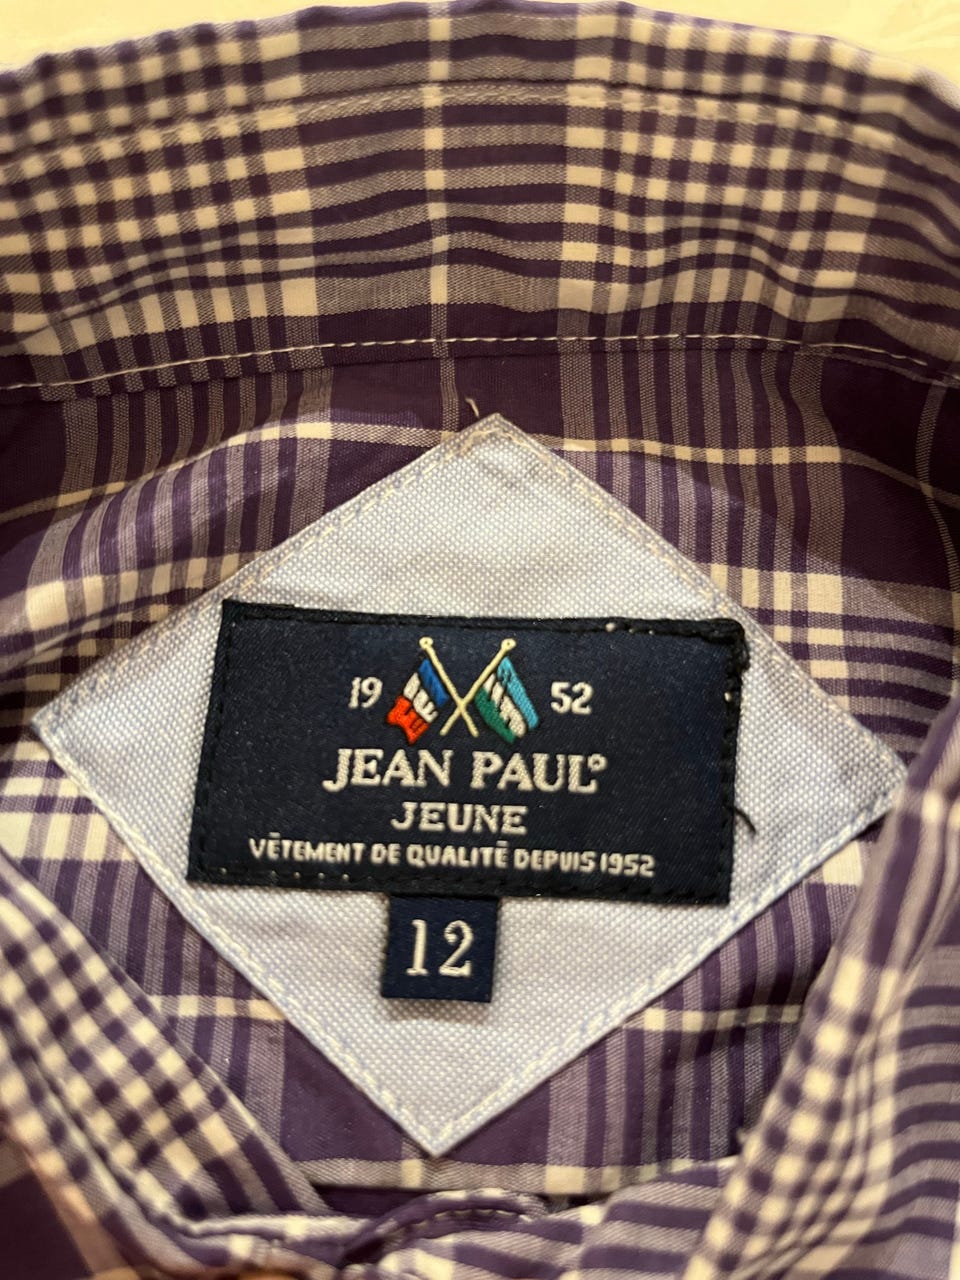 19 52
JEAN PAUL®
JEUNE
VÊTEMENT DE QUALITÉ DEPUIS 1952
12